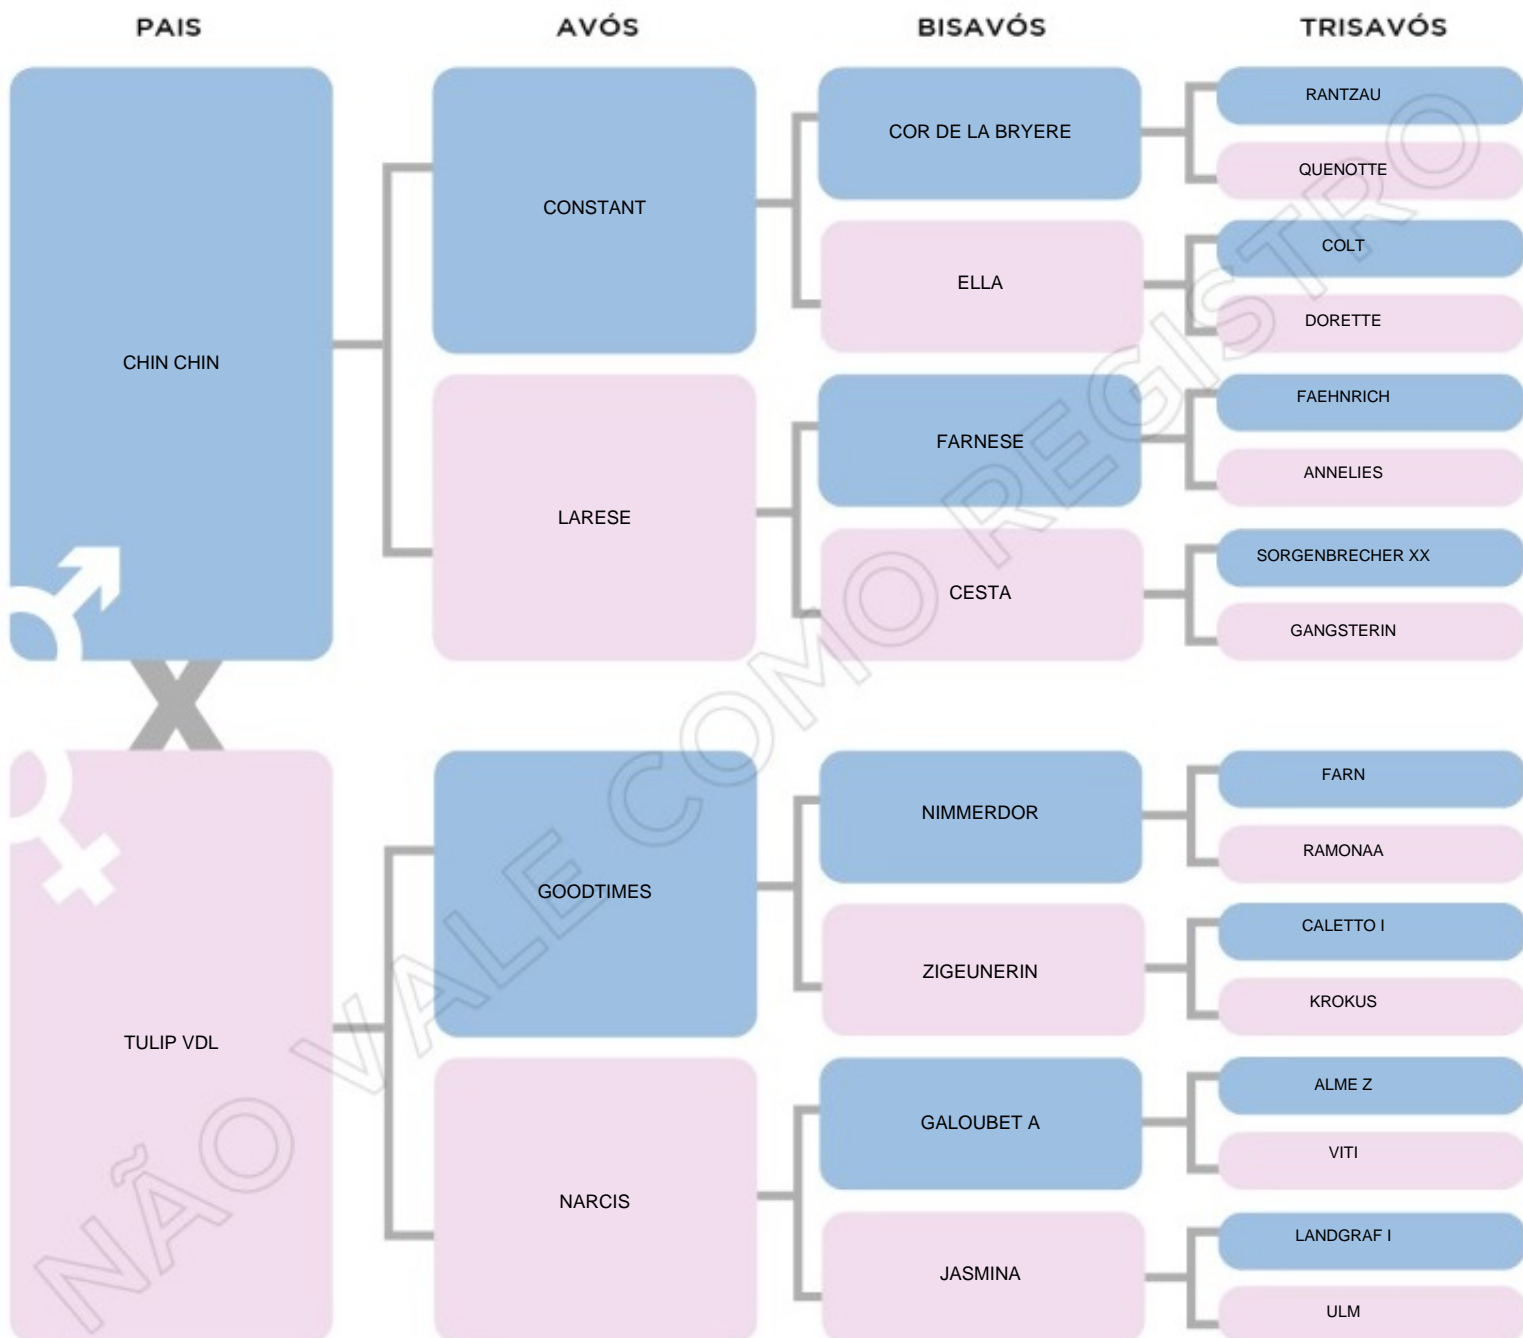 PAIS
AVÓS
BISAVÓS
TRISAVÓS
CHIN CHIN
CONSTANT
LARESE
COR DE LA BRYERE
ELLA
FARNESE
CESTA
RANTZAU
QUENOTTE
COLT
DORETTE
FAEHNRICH
ANNELIES
SORGENBRECHER XX
GANGSTERIN
X
TULIP VDL
GOODTIMES
NARCIS
NIMMERDOR
ZIGEUNERIN
GALOUBET A
JASMINA
FARN
RAMONAA
CALETTO I
KROKUS
ALME Z
VITI
LANDGRAF I
ULM
NÃO VALE COMO REGISTRO